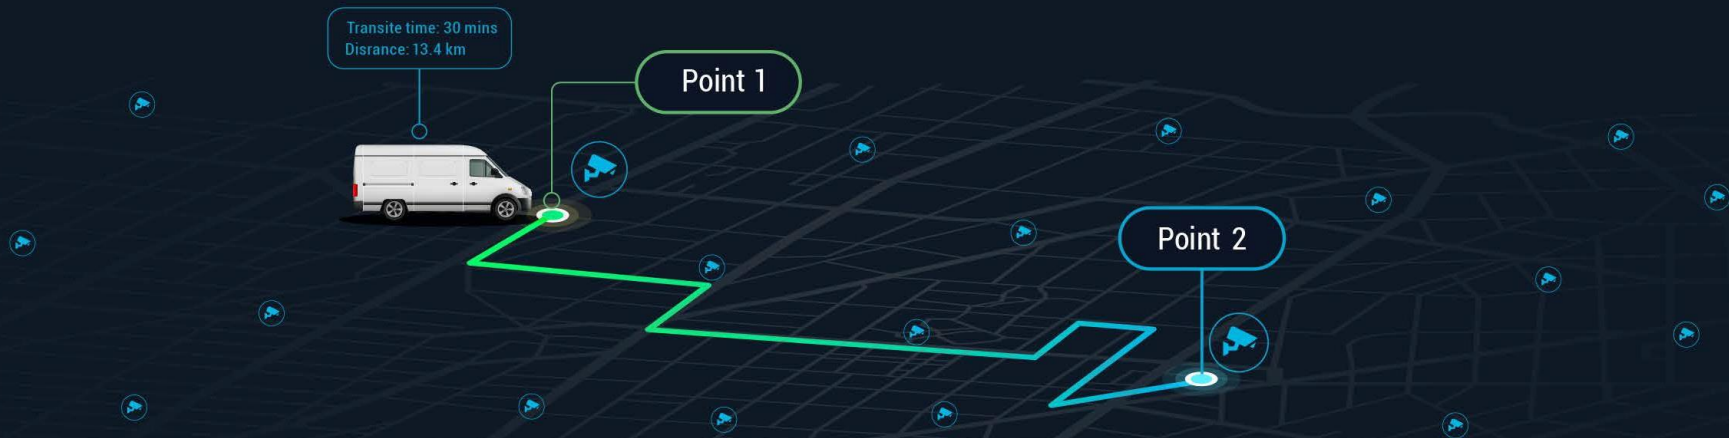 Transite time: 30 mins
Disrance: 13.4 km
Point 1
Point 2